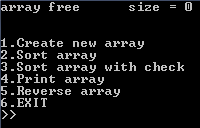 array free      size = 0
1.Create new array
2.Sort array
3.Sort array with check
4.Print array
5.Reverse array
6.EXIT
>>